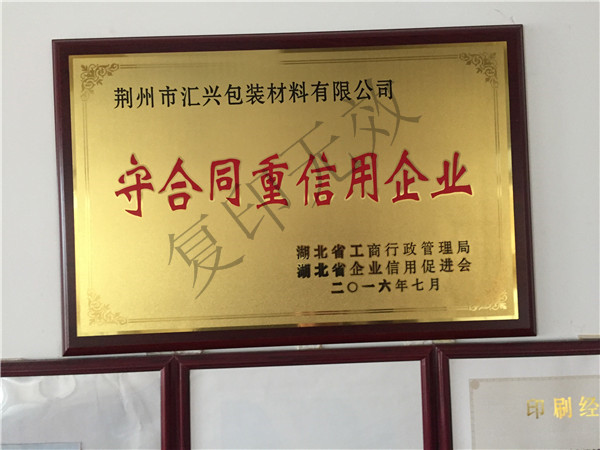 荆州市汇兴包装材料有限公司
守合同重信用企业
湖北省工商行政管理局
湖北省企业信用促进会
二〇一六年七月
复印无效
印刷经